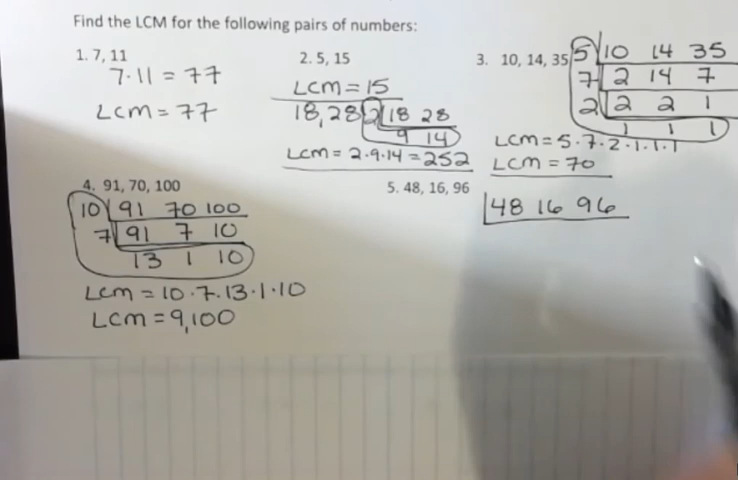 Find the LCM for the following pairs of numbers:
1. 7, 11
7·11 = 77
LCM = 77
2. 5, 15
LCM = 15
18, 28
2 18 28
9 14
LCM = 2·9·14 = 252
3. 10, 14, 35
5 10 14 35
7 2 14 7
2 2 2 1
1 1 1
LCM = 5·7·2·1·1·1
LCM = 70
4. 91, 70, 100
10 91 70 100
7 91 7 10
13 1 10
LCM = 10·7·13·1·10
LCM = 9,100
5. 48, 16, 96
48 16 96